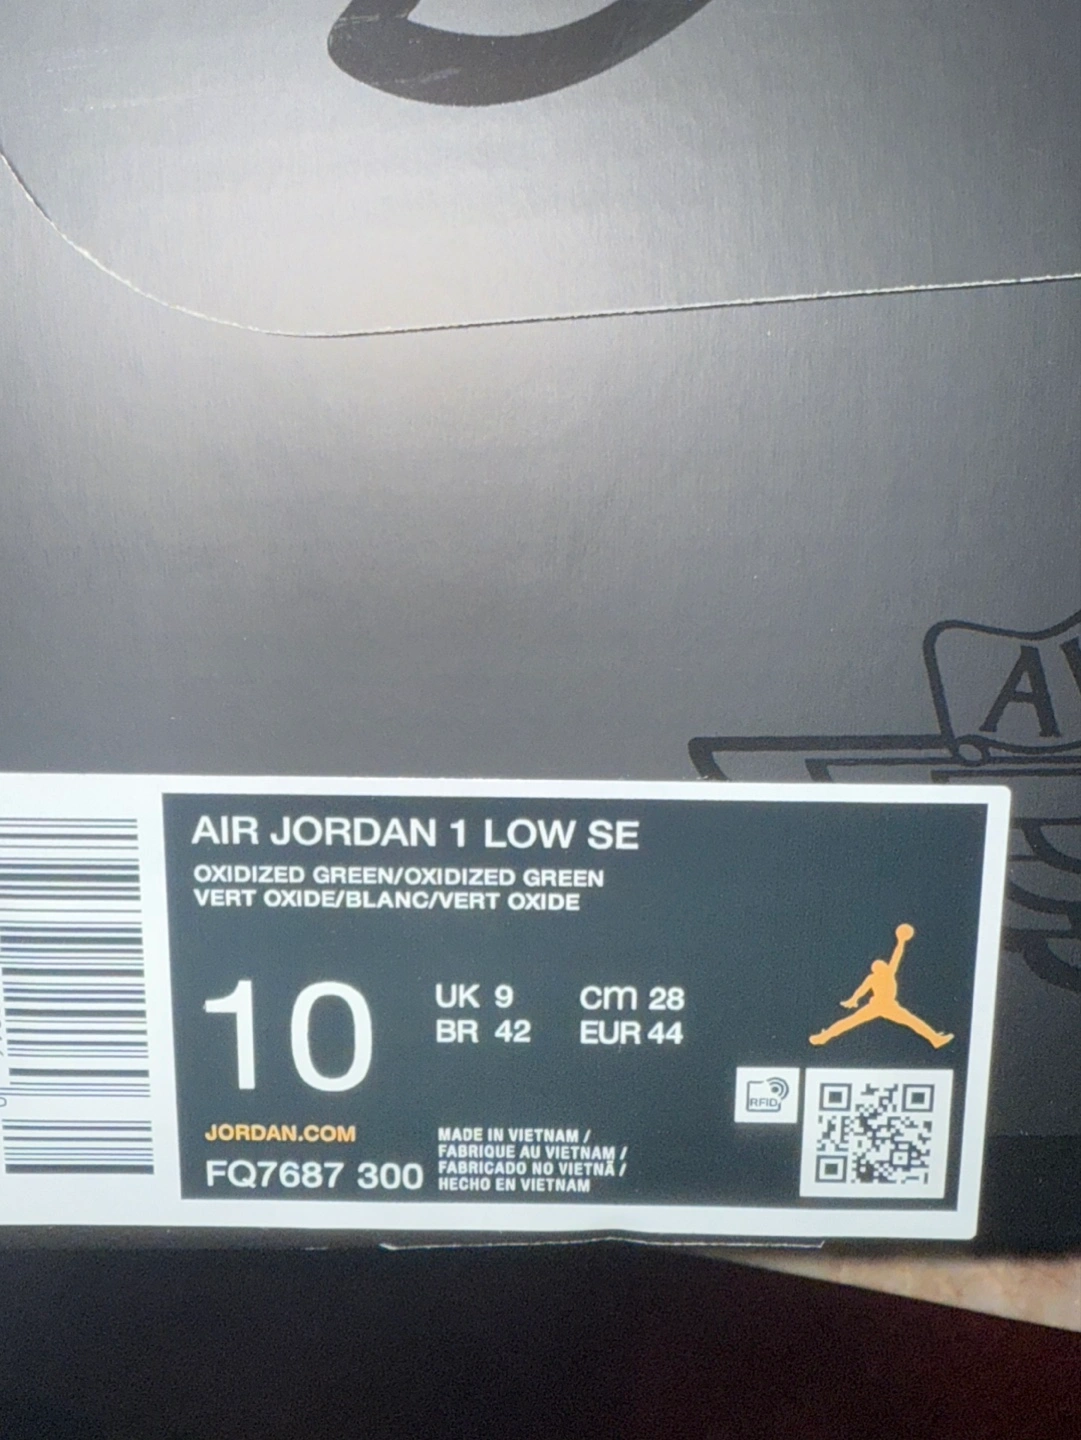 AIR JORDAN 1 LOW SE
OXIDIZED GREEN/OXIDIZED GREEN
VERT OXIDE/BLANC/VERT OXIDE
10
UK 9
cm 28
BR 42
EUR 44
RFID
JORDAN.COM
FQ7687 300
MADE IN VIETNAM /
FABRIQUE AU VIETNAM /
FABRICADO NO VIETNÃ /
HECHO EN VIETNAM